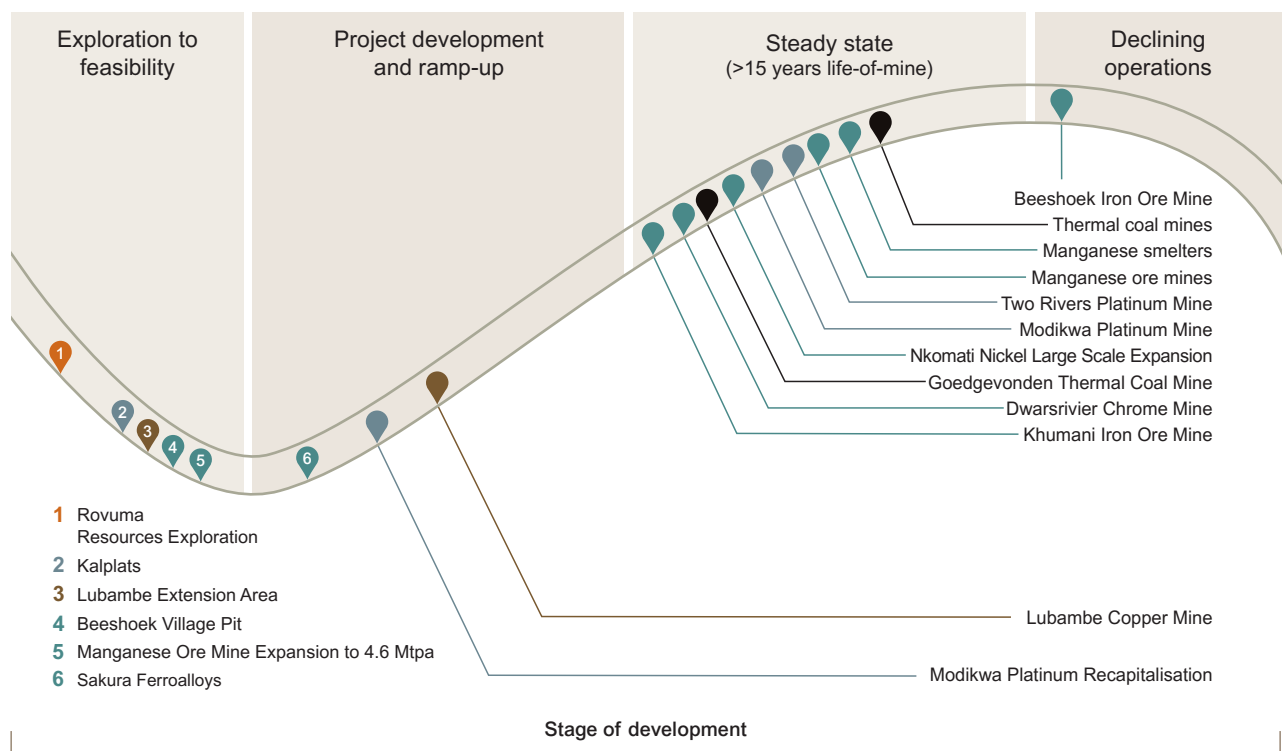 Exploration to
feasibility
Project development
and ramp-up
Steady state
(>15 years life-of-mine)
Declining
operations
Beeshoek Iron Ore Mine
Thermal coal mines
Manganese smelters
Manganese ore mines
Two Rivers Platinum Mine
Modikwa Platinum Mine
Nkomati Nickel Large Scale Expansion
Goedgevonden Thermal Coal Mine
Dwarsrivier Chrome Mine
Khumani Iron Ore Mine
1
2
3
4
5
6
1 Rovuma
Resources Exploration
2 Kalplats
3 Lubambe Extension Area
4 Beeshoek Village Pit
5 Manganese Ore Mine Expansion to 4.6 Mtpa
6 Sakura Ferroalloys
Lubambe Copper Mine
Modikwa Platinum Recapitalisation
Stage of development